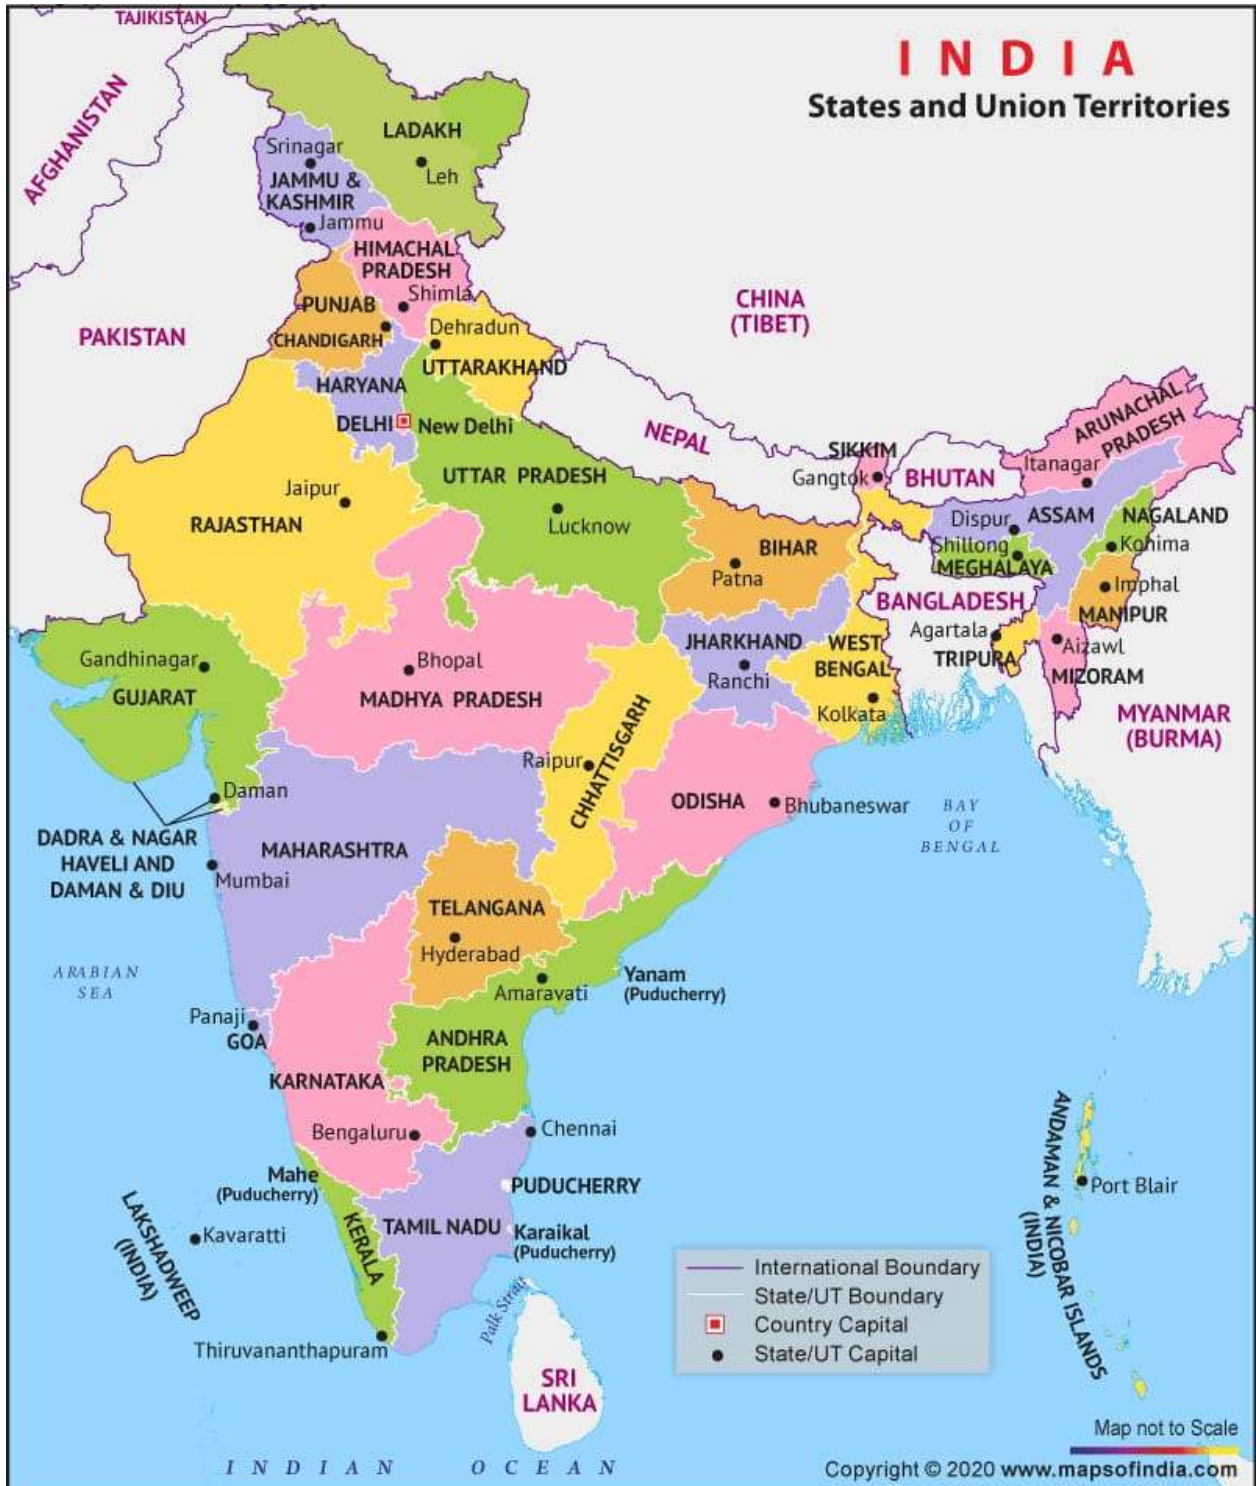 TAJIKISTAN
INDIA
States and Union Territories
AFGHANISTAN
LADAKH
Srinagar
Leh
JAMMU &
KASHMIR
Jammu
HIMACHAL
PRADESH
Shimla
CHINA
(TIBET)
PAKISTAN
PUNJAB
CHANDIGARH
Dehradun
UTTARAKHAND
HARYANA
DELHI
New Delhi
NEPAL
SIKKIM
Gangtok
BHUTAN
ARUNACHAL
PRADESH
Itanagar
UTTAR PRADESH
Lucknow
Jaipur
RAJASTHAN
BIHAR
Patna
Dispur
ASSAM
NAGALAND
Shillong
Kohima
MEGHALAYA
Imphal
MANIPUR
BANGLADESH
Agartala
TRIPURA
Aizawl
MIZORAM
MYANMAR
(BURMA)
JHARKHAND
Ranchi
WEST
BENGAL
Kolkata
Gandhinagar
GUJARAT
Bhopal
MADHYA PRADESH
Raipur
CHHATTISGARH
ODISHA
Bhubaneswar
BAY
OF
BENGAL
Daman
DADRA & NAGAR
HAVELI AND
DAMAN & DIU
MAHARASHTRA
Mumbai
TELANGANA
Hyderabad
Amaravati
Yanam
(Puducherry)
ARABIAN
SEA
Panaji
GOA
ANDHRA
PRADESH
KARNATAKA
Bengaluru
Chennai
Mahe
(Puducherry)
PUDUCHERRY
Karaikal
(Puducherry)
TAMIL NADU
KERALA
LAKSHADWEEP
(INDIA)
Kavaratti
Thiruvananthapuram
Palk Strait
SRI
LANKA
ANDAMAN & NICOBAR ISLANDS
(INDIA)
Port Blair
International Boundary
State/UT Boundary
Country Capital
State/UT Capital
INDIAN OCEAN
Map not to Scale
Copyright © 2020 www.mapsofindia.com